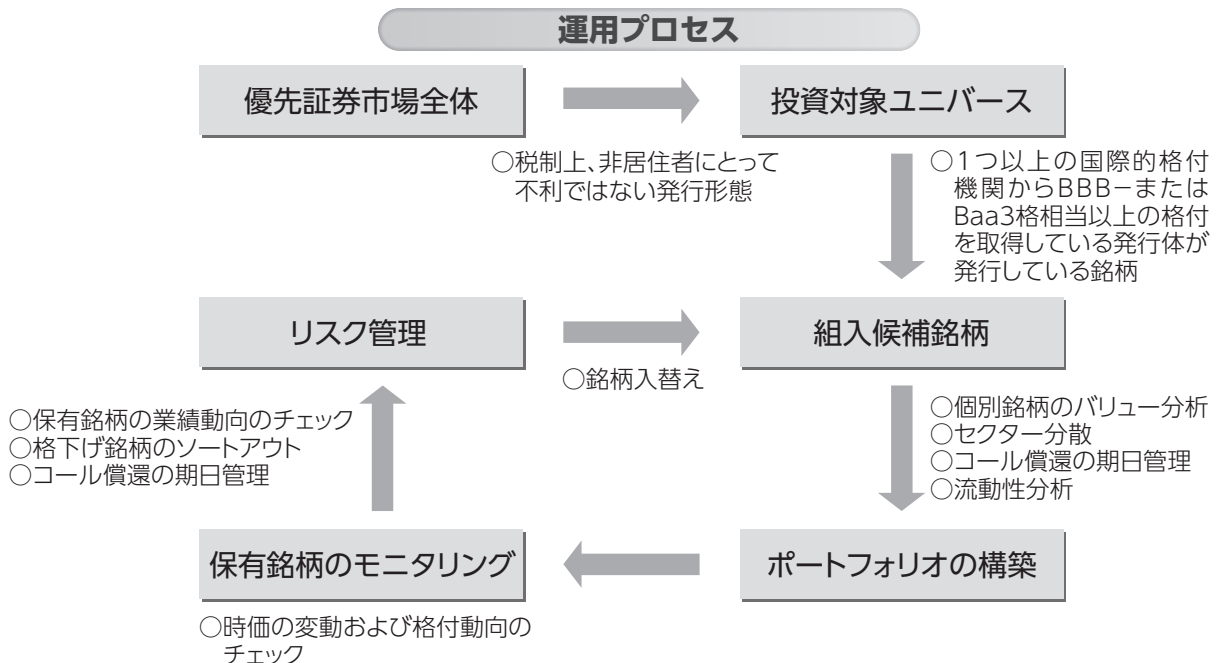 運用プロセス
優先証券市場全体
投資対象ユニバース
○税制上、非居住者にとって
不利ではない発行形態
○1つ以上の国際的格付
機関からBBB−または
Baa3格相当以上の格付
を取得している発行体が
発行している銘柄
リスク管理
組入候補銘柄
○銘柄入替え
○保有銘柄の業績動向のチェック
○格下げ銘柄のソートアウト
○コール償還の期日管理
○個別銘柄のバリュー分析
○セクター分散
○コール償還の期日管理
○流動性分析
保有銘柄のモニタリング
ポートフォリオの構築
○時価の変動および格付動向の
チェック